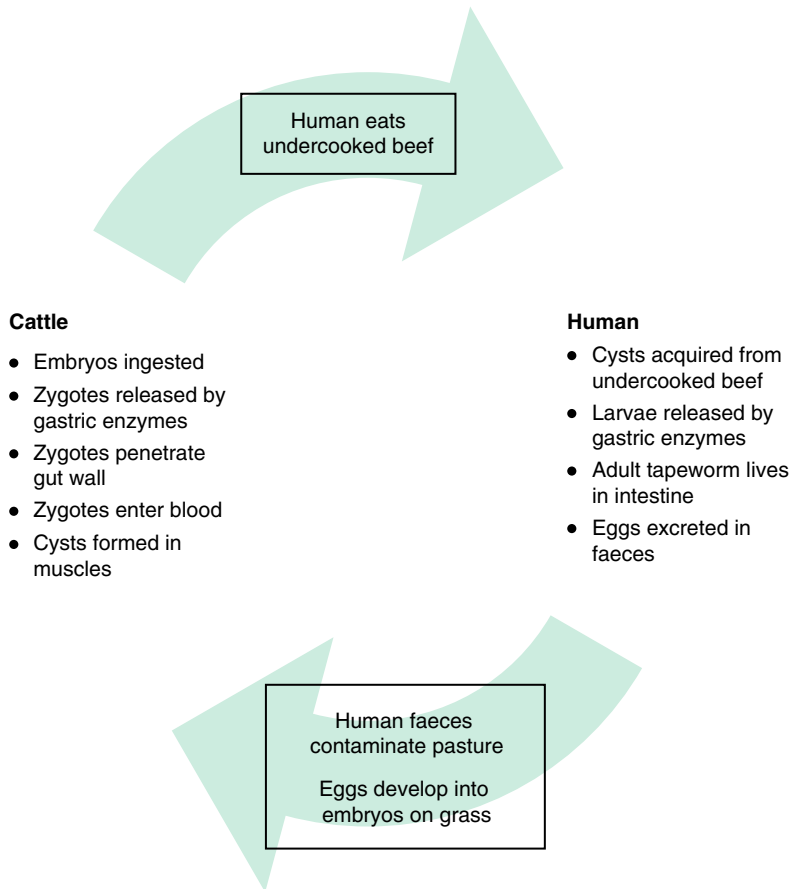 Human eats
undercooked beef
Cattle
• Embryos ingested
• Zygotes released by
gastric enzymes
• Zygotes penetrate
gut wall
• Zygotes enter blood
• Cysts formed in
muscles
Human
• Cysts acquired from
undercooked beef
• Larvae released by
gastric enzymes
• Adult tapeworm lives
in intestine
• Eggs excreted in
faeces
Human faeces
contaminate pasture
Eggs develop into
embryos on grass